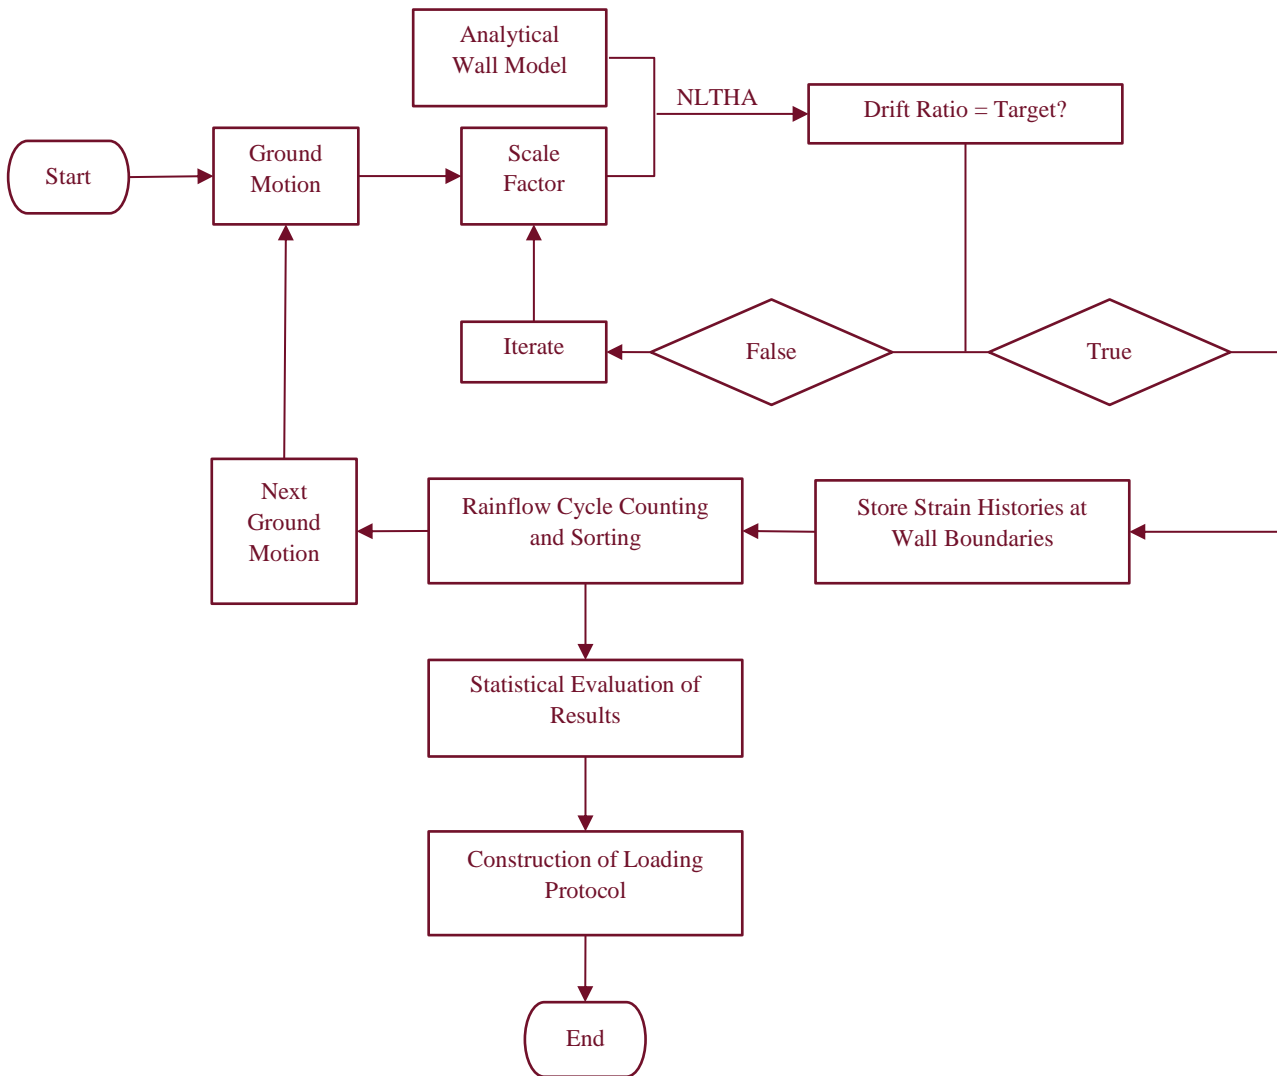 Analytical
Wall Model
NLTHA
Drift Ratio = Target?
Start
Ground
Motion
Scale
Factor
Iterate
False
True
Next
Ground
Motion
Rainflow Cycle Counting
and Sorting
Store Strain Histories at
Wall Boundaries
Statistical Evaluation of
Results
Construction of Loading
Protocol
End